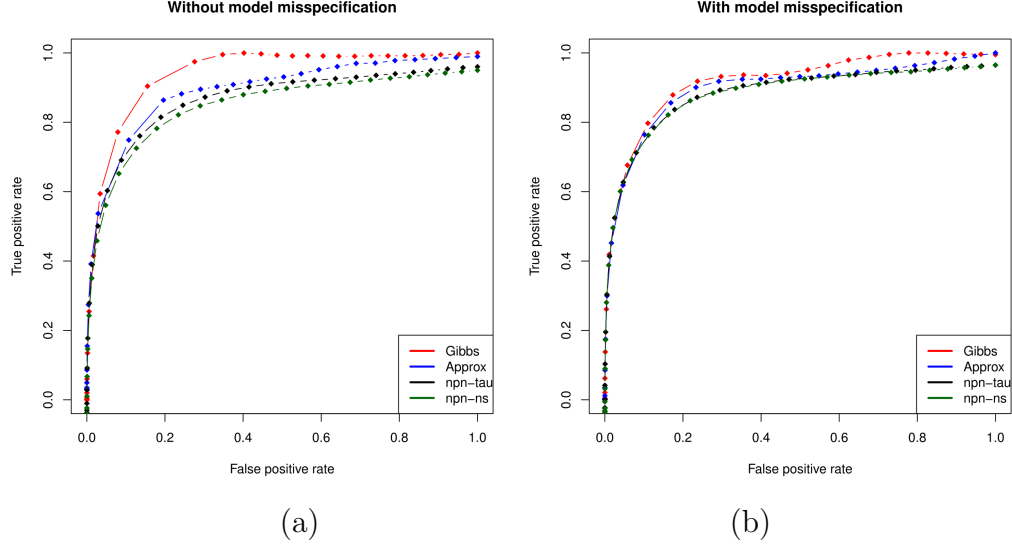 Without model misspecification
True positive rate
1.0
0.8
0.6
0.4
0.2
0.0
0.0 0.2 0.4 0.6 0.8 1.0
False positive rate
Gibbs
Approx
npn−tau
npn−ns
(a)
With model misspecification
True positive rate
1.0
0.8
0.6
0.4
0.2
0.0
0.0 0.2 0.4 0.6 0.8 1.0
False positive rate
Gibbs
Approx
npn−tau
npn−ns
(b)